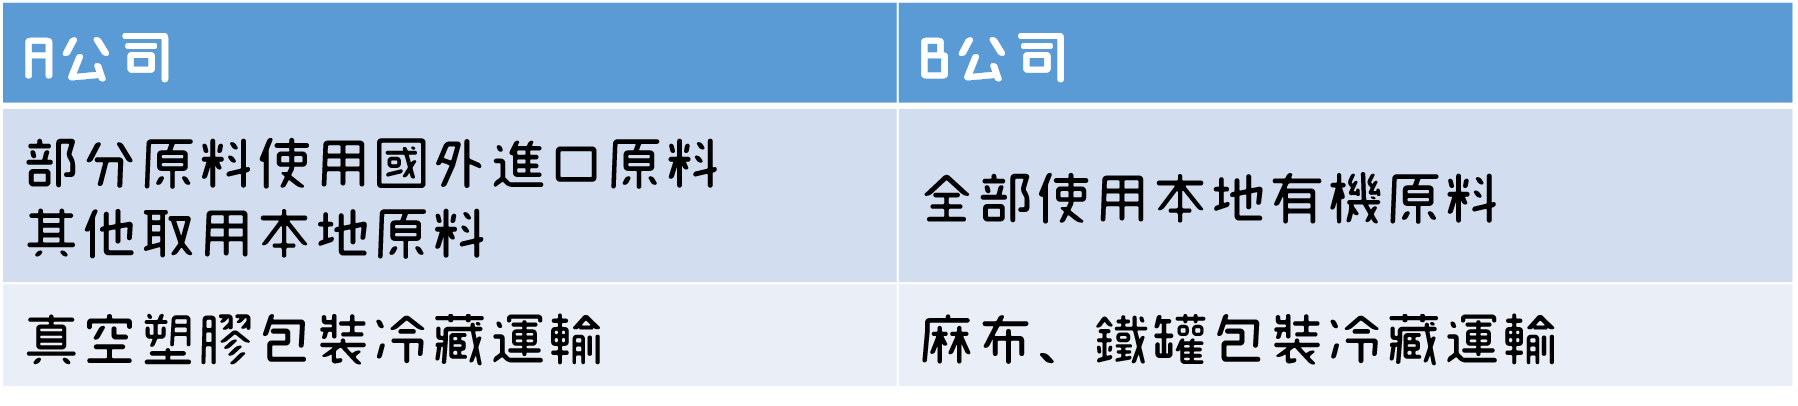 A公司
B公司
部分原料使用國外進口原料
其他取用本地原料
全部使用本地有機原料
真空塑膠包裝冷藏運輸
麻布、鐵罐包裝冷藏運輸